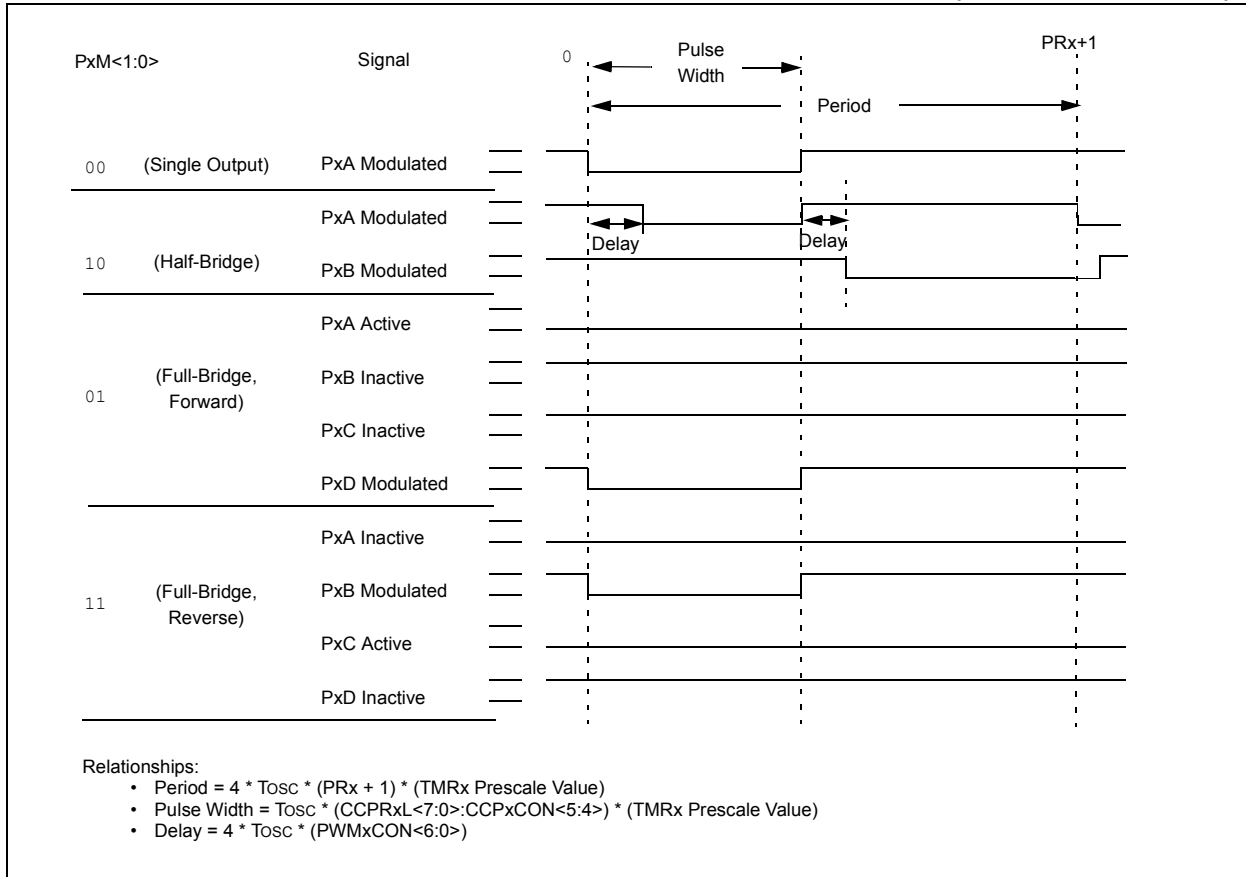 PxM<1:0>
Signal
0
Pulse
Width
PRx+1
Period
00 (Single Output) PxA Modulated
PxA Modulated
Delay
Delay
10 (Half-Bridge) PxB Modulated
PxA Active
(Full-Bridge,
Forward)
PxB Inactive
01
PxC Inactive
PxD Modulated
PxA Inactive
(Full-Bridge,
Reverse)
PxB Modulated
11
PxC Active
PxD Inactive
Relationships:
• Period = 4 * TOSC * (PRx + 1) * (TMRx Prescale Value)
• Pulse Width = TOSC * (CCPRxL<7:0>:CCPxCON<5:4>) * (TMRx Prescale Value)
• Delay = 4 * TOSC * (PWMxCON<6:0>)